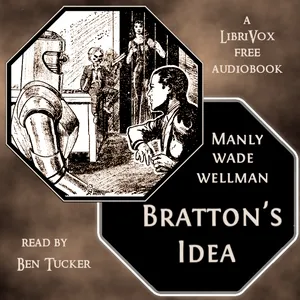 A
LIBRIVOX
FREE
AUDIOBOOK
MANLY
WADE
WELLMAN
BRATTON'S
IDEA
READ BY
BEN TUCKER